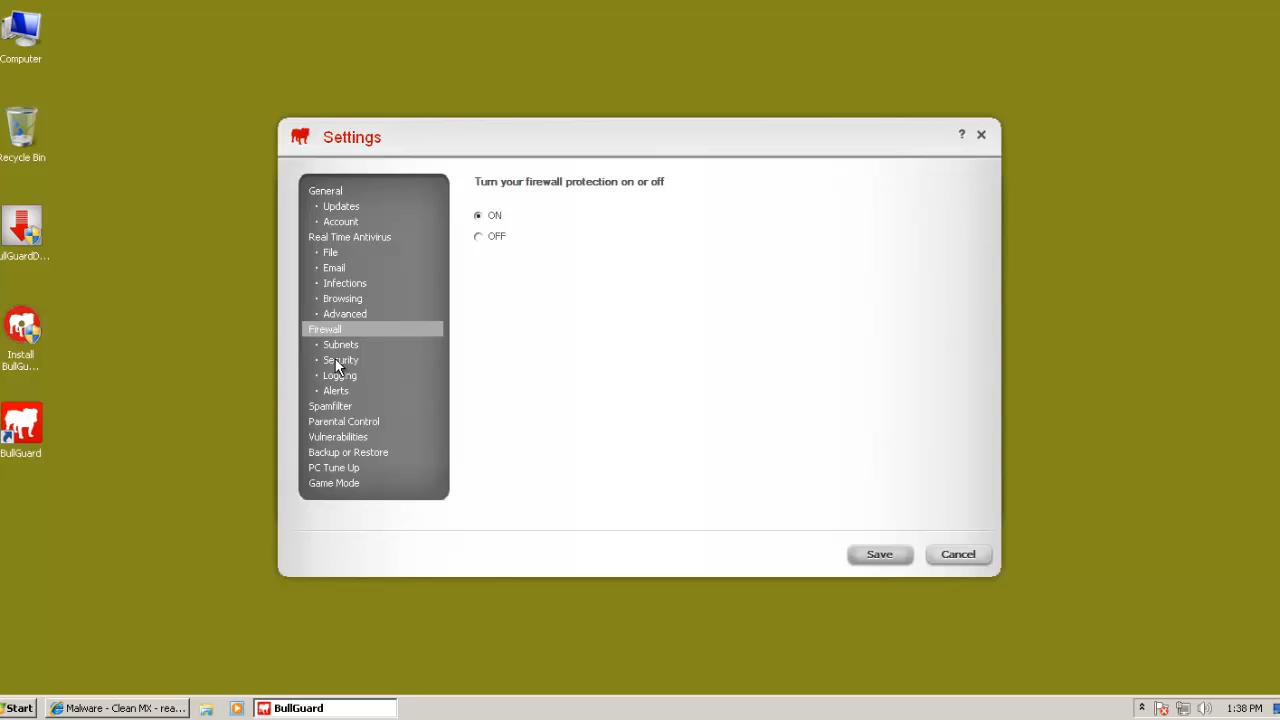 Computer
Recycle Bin
ullGuardD...
Install
BullGu...
BullGuard
Settings
?
General
Updates
Account
Real Time Antivirus
File
Email
Infections
Browsing
Advanced
Firewall
Subnets
Security
Logging
Alerts
Spamfilter
Parental Control
Vulnerabilities
Backup or Restore
PC Tune Up
Game Mode
Turn your firewall protection on or off
ON
OFF
Save
Cancel
Start
Malware - Clean MX - rea...
BullGuard
1:38 PM